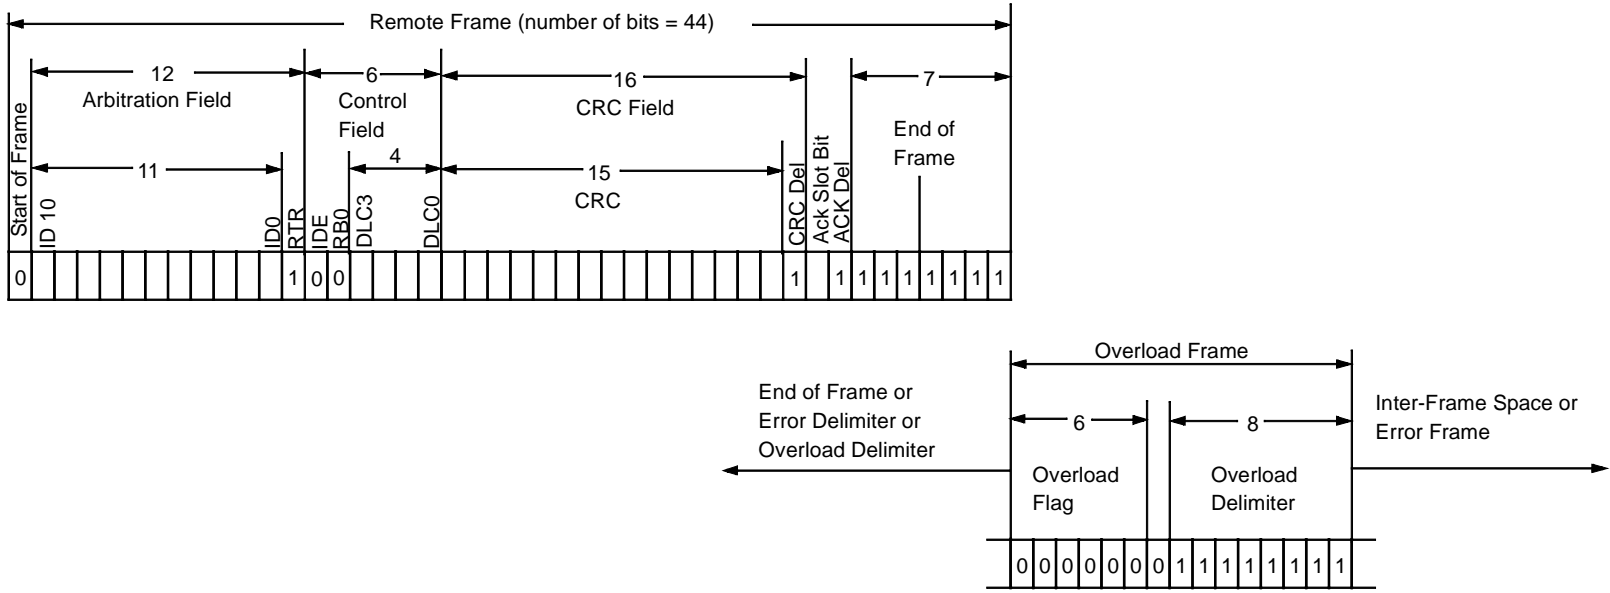 Remote Frame (number of bits = 44)
12
Arbitration Field
6
Control
Field
16
CRC Field
7
End of
Frame
11
4
15
CRC
Start of Frame
ID 10
ID0
RTR
IDE
RB0
DLC3
DLC0
CRC Del
Ack Slot Bit
ACK Del
0 1 0 0 1 1 1 1 1 1 1 1 1
Overload Frame
End of Frame or
Error Delimiter or
Overload Delimiter
6
8
Inter-Frame Space or
Error Frame
Overload
Flag
Overload
Delimiter
0 0 0 0 0 0 0 1 1 1 1 1 1 1 1